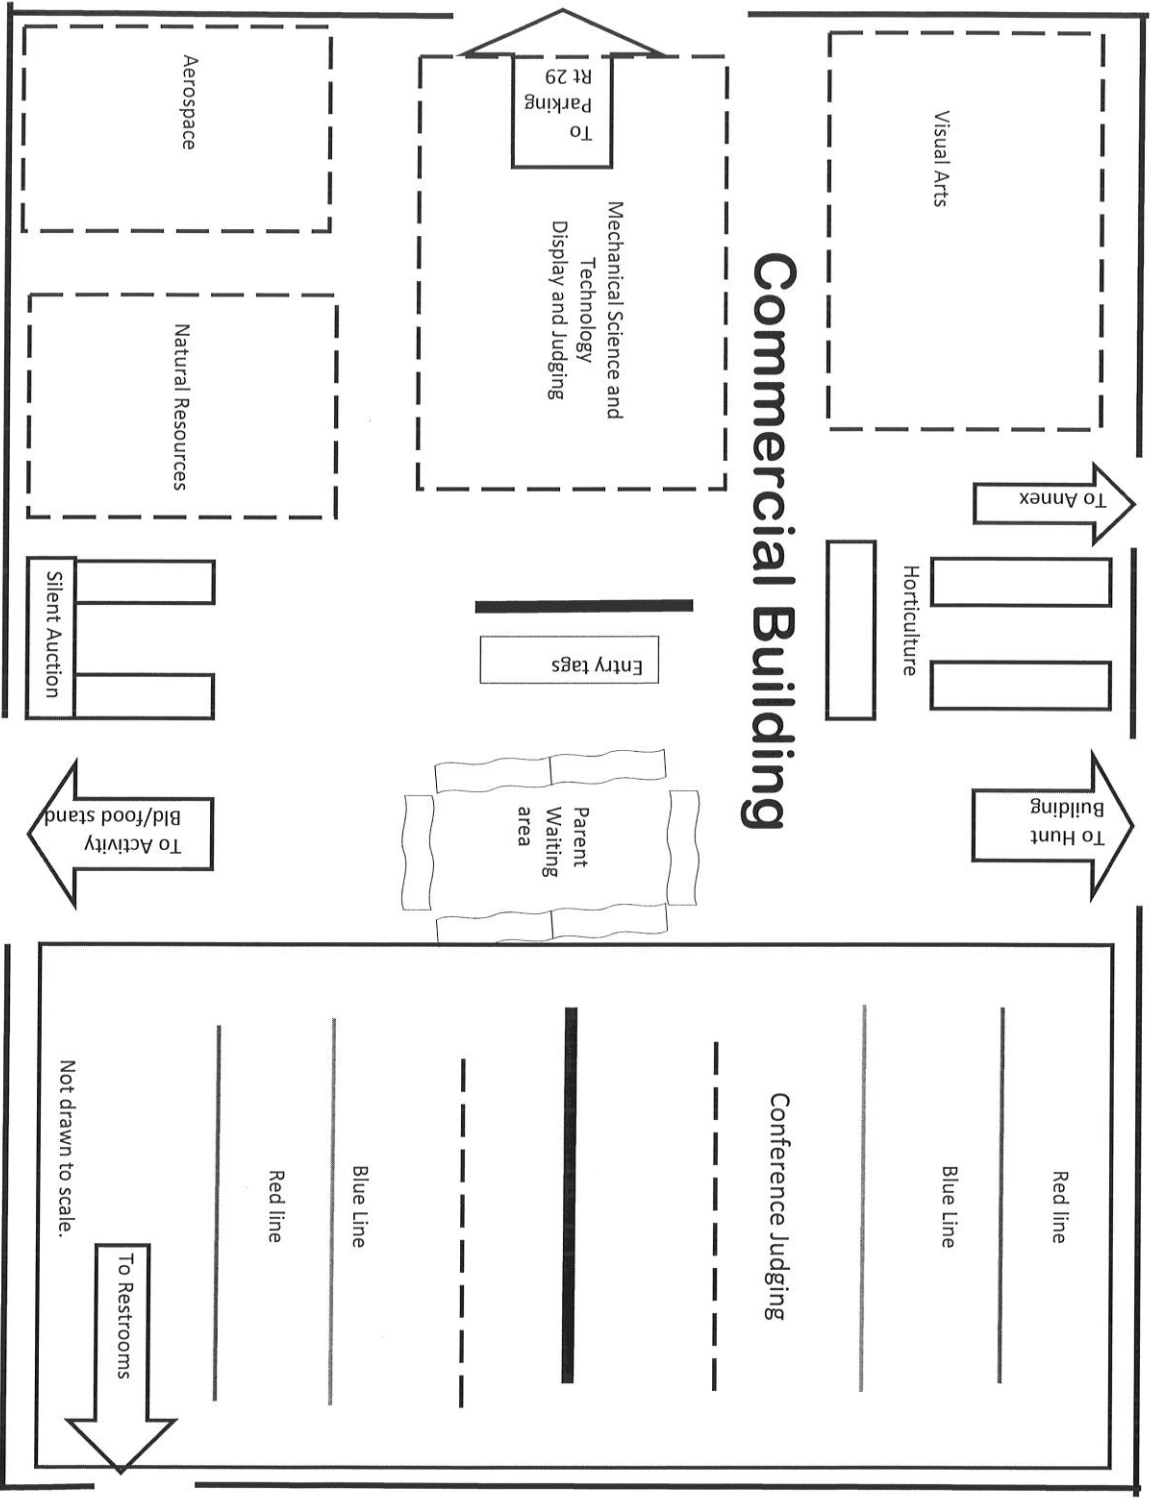 Commercial Building
Visual Arts
To Annex
Horticulture
To Hunt
Building
To
Parking
Rt 29
Mechanical Science and
Technology
Display and Judging
Entry tags
Parent
Waiting
area
Aerospace
Natural Resources
Silent Auction
To Activity
Bld/food stand
Red line
Blue Line
Conference Judging
Blue Line
Red line
To Restrooms
Not drawn to scale.